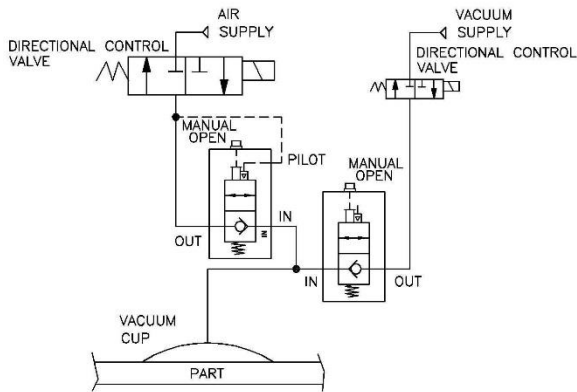 AIR
SUPPLY
DIRECTIONAL CONTROL
VALVE
VACUUM
SUPPLY
DIRECTIONAL CONTROL
VALVE
MANUAL
OPEN
PILOT
MANUAL
OPEN
OUT
IN
IN
IN
OUT
VACUUM
CUP
PART